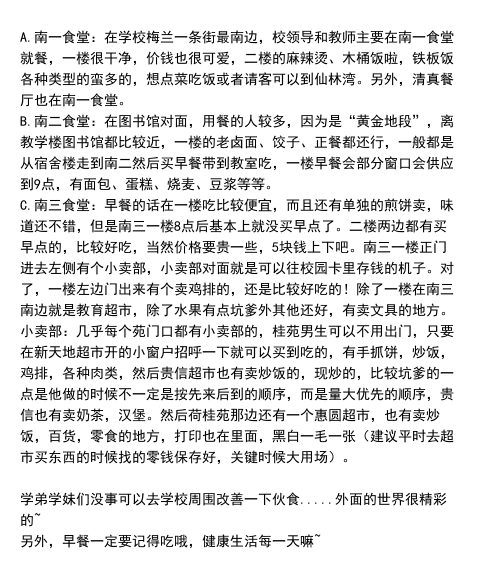 A.南一食堂：在学校梅兰一条街最南边，校领导和教师主要在南一食堂
就餐，一楼很干净，价钱也很可爱，二楼的麻辣烫、木桶饭啦，铁板饭
各种类型的蛮多的，想点菜吃饭或者请客可以到仙林湾。另外，清真餐
厅也在南一食堂。
B.南二食堂：在图书馆对面，用餐的人较多，因为是“黄金地段”，离
教学楼图书馆都比较近，一楼的老卤面、饺子、正餐都还行，一般都是
从宿舍楼走到南二然后买早餐带到教室吃，一楼早餐会部分窗口会供应
到9点，有面包、蛋糕、烧麦、豆浆等等。
C.南三食堂：早餐的话在一楼吃比较便宜，而且还有单独的煎饼卖，味
道还不错，但是南三一楼8点后基本上就没买早点了。二楼两边都有买
早点的，比较好吃，当然价格要贵一些，5块钱上下吧。南三一楼正门
进去左侧有个小卖部，小卖部对面就是可以往校园卡里存钱的机子。对
了，一楼左边门出来有个卖鸡排的，还是比较好吃的！除了一楼在南三
南边就是教育超市，除了水果有点坑爹外其他还好，有卖文具的地方。
小卖部：几乎每个苑门口都有小卖部的，桂苑男生可以不用出门，只要
在新天地超市开的小窗户招呼一下就可以买到吃的，有手抓饼，炒饭，
鸡排，各种肉类，然后贵信超市也有卖炒饭的，现炒的，比较坑爹的一
点是他做的时候不一定是按先来后到的顺序，而是量大优先的顺序，贵
信也有卖奶茶，汉堡。然后荷桂苑那边还有一个惠圆超市，也有卖炒
饭，百货，零食的地方，打印也在里面，黑白一毛一张（建议平时去超
市买东西的时候找的零钱保存好，关键时候大用场）。
学弟学妹们没事可以去学校周围改善一下伙食.....外面的世界很精彩
的~
另外，早餐一定要记得吃哦，健康生活每一天嘛~